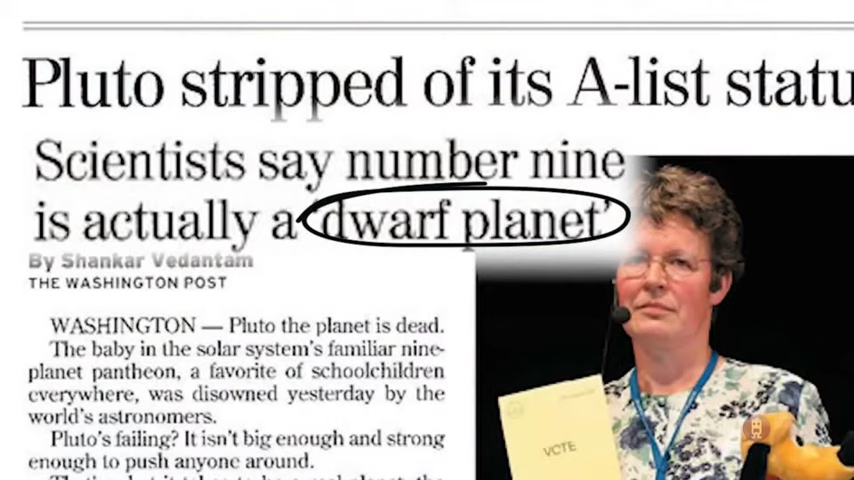 Pluto stripped of its A-list statu
Scientists say number nine
is actually a 'dwarf planet'
By Shankar Vedantam
THE WASHINGTON POST
WASHINGTON — Pluto the planet is dead.
The baby in the solar system's familiar nine-
planet pantheon, a favorite of schoolchildren
everywhere, was disowned yesterday by the
world's astronomers.
Pluto's failing? It isn't big enough and strong
enough to push anyone around.
VOTE